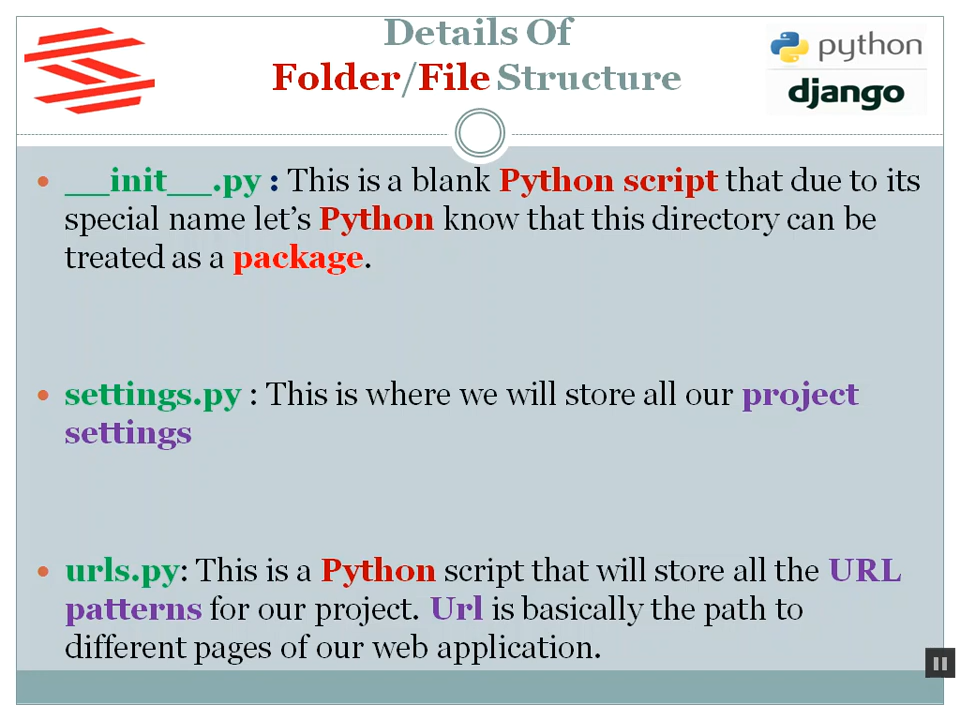 Details Of
Folder/File Structure
python
django
• __init__.py : This is a blank Python script that due to its
special name let's Python know that this directory can be
treated as a package.
• settings.py : This is where we will store all our project
settings
• urls.py: This is a Python script that will store all the URL
patterns for our project. Url is basically the path to
different pages of our web application.